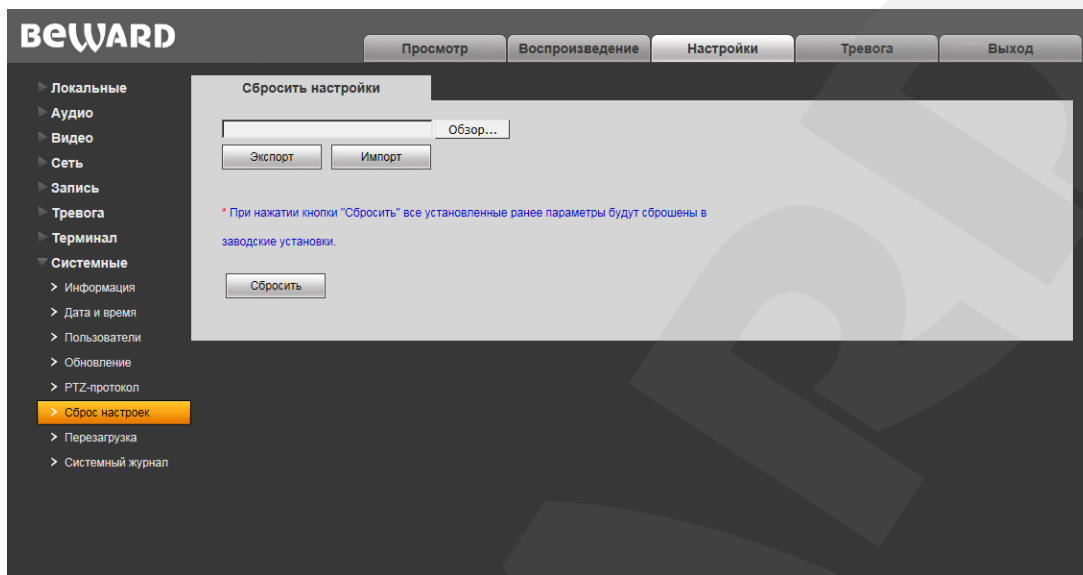 BEWARD
Просмотр Воспроизведение Настройки Тревога Выход
Локальные
Аудио
Видео
Сеть
Запись
Тревога
Терминал
Системные
Информация
Дата и время
Пользователи
Обновление
PTZ-протокол
Сброс настроек
Перезагрузка
Системный журнал
Сбросить настройки
Обзор...
Экспорт Импорт
* При нажатии кнопки "Сбросить" все установленные ранее параметры будут сброшены в
заводские установки.
Сбросить